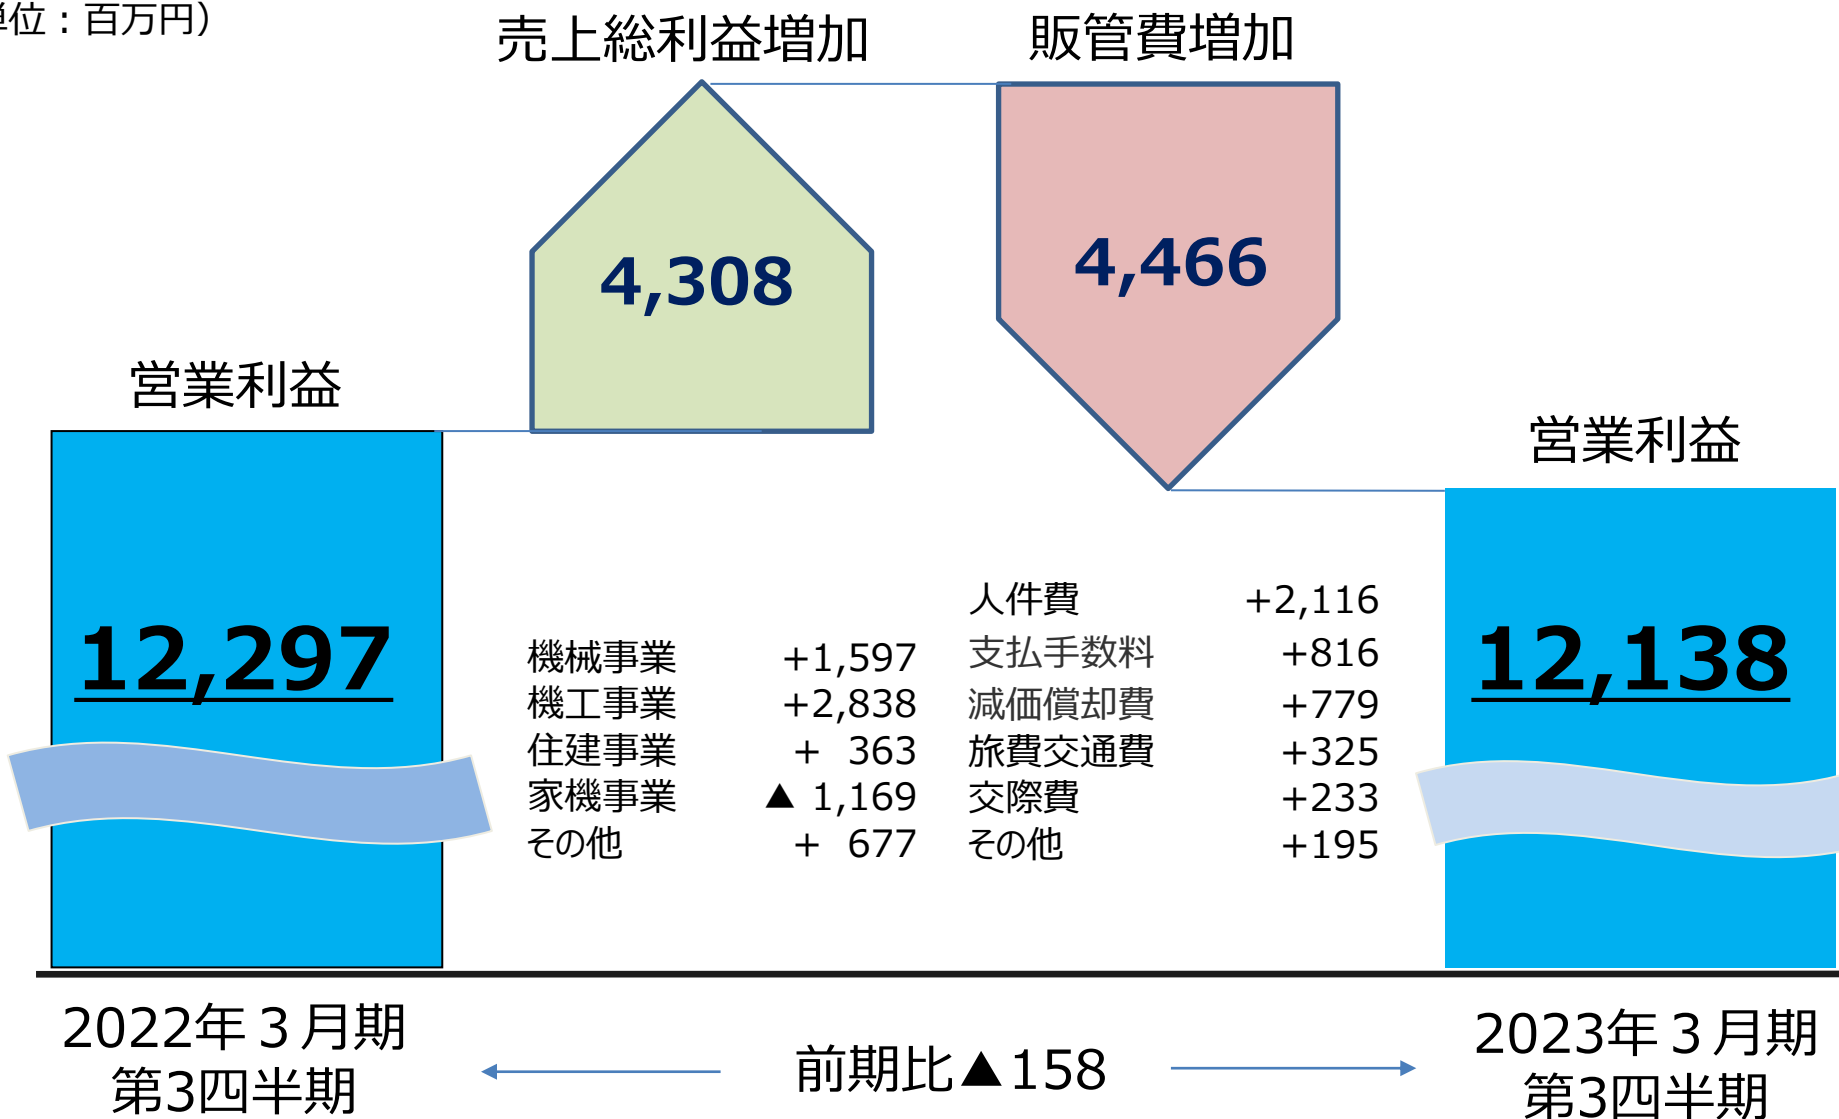 単位：百万円）
売上総利益増加
販管費増加
4,308
4,466
営業利益
営業利益
12,297
12,138
機械事業 +1,597
機工事業 +2,838
住建事業 + 363
家機事業 ▲ 1,169
その他 + 677
人件費 +2,116
支払手数料 +816
減価償却費 +779
旅費交通費 +325
交際費 +233
その他 +195
2022年３月期
第3四半期
前期比▲158
2023年３月期
第3四半期